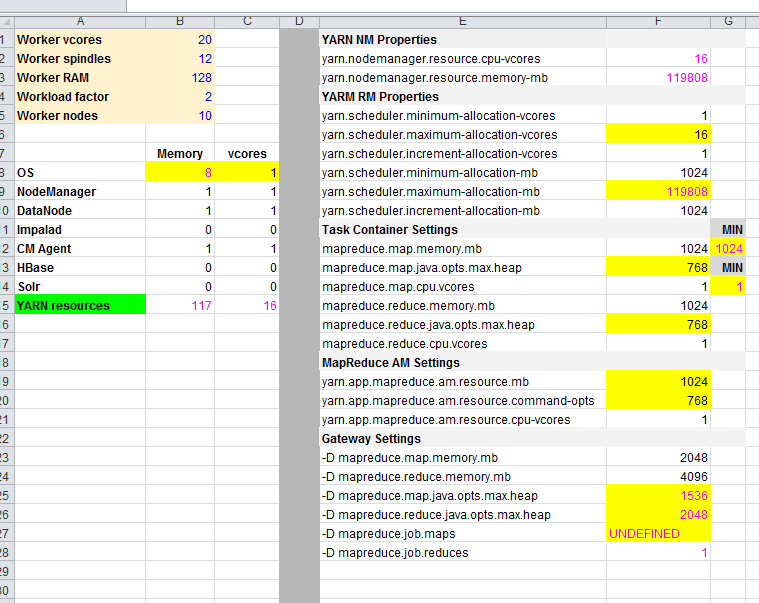 A B C D E F G
1 Worker vcores 20 YARN NM Properties
2 Worker spindles 12 yarn.nodemanager.resource.cpu-vcores 16
3 Worker RAM 128 yarn.nodemanager.resource.memory-mb 119808
4 Workload factor 2 YARM RM Properties
5 Worker nodes 10 yarn.scheduler.minimum-allocation-vcores 1
6 yarn.scheduler.maximum-allocation-vcores 16
7 Memory vcores yarn.scheduler.increment-allocation-vcores 1
8 OS 8 1 yarn.scheduler.minimum-allocation-mb 1024
9 NodeManager 1 1 yarn.scheduler.maximum-allocation-mb 119808
10 DataNode 1 1 yarn.scheduler.increment-allocation-mb 1024
11 Impalad 0 0 Task Container Settings MIN
12 CM Agent 1 1 mapreduce.map.memory.mb 1024 1024
13 HBase 0 0 mapreduce.map.java.opts.max.heap 768 MIN
14 Solr 0 0 mapreduce.map.cpu.vcores 1 1
15 YARN resources 117 16 mapreduce.reduce.memory.mb 1024
16 mapreduce.reduce.java.opts.max.heap 768
17 mapreduce.reduce.cpu.vcores 1
18 MapReduce AM Settings
19 yarn.app.mapreduce.am.resource.mb 1024
20 yarn.app.mapreduce.am.resource.command-opts 768
21 yarn.app.mapreduce.am.resource.cpu-vcores 1
22 Gateway Settings
23 -D mapreduce.map.memory.mb 2048
24 -D mapreduce.reduce.memory.mb 4096
25 -D mapreduce.map.java.opts.max.heap 1536
26 -D mapreduce.reduce.java.opts.max.heap 2048
27 -D mapreduce.job.maps UNDEFINED
28 -D mapreduce.job.reduces 1
29
30